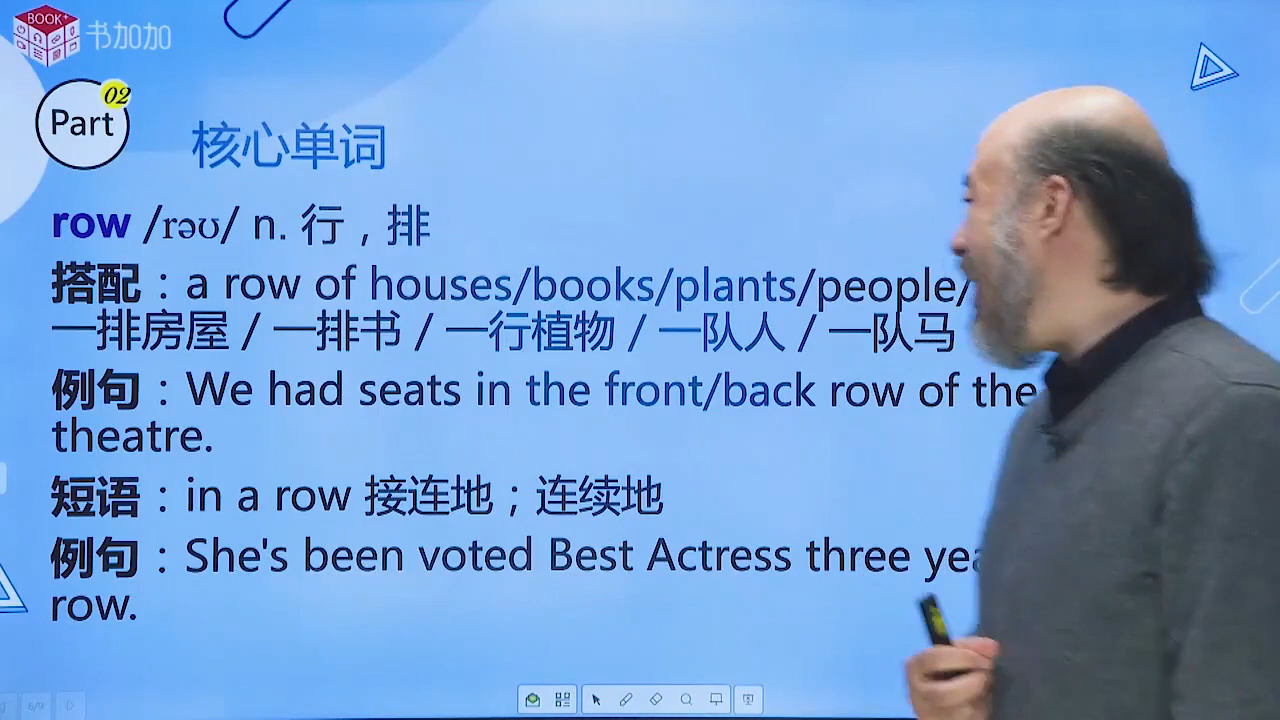 BOOK+
书加加
02
Part
核心单词
row /rəʊ/ n. 行，排
搭配：a row of houses/books/plants/people/
一排房屋 / 一排书 / 一行植物 / 一队人 / 一队马
例句：We had seats in the front/back row of the
theatre.
短语：in a row 接连地；连续地
例句：She's been voted Best Actress three
row.
6/9